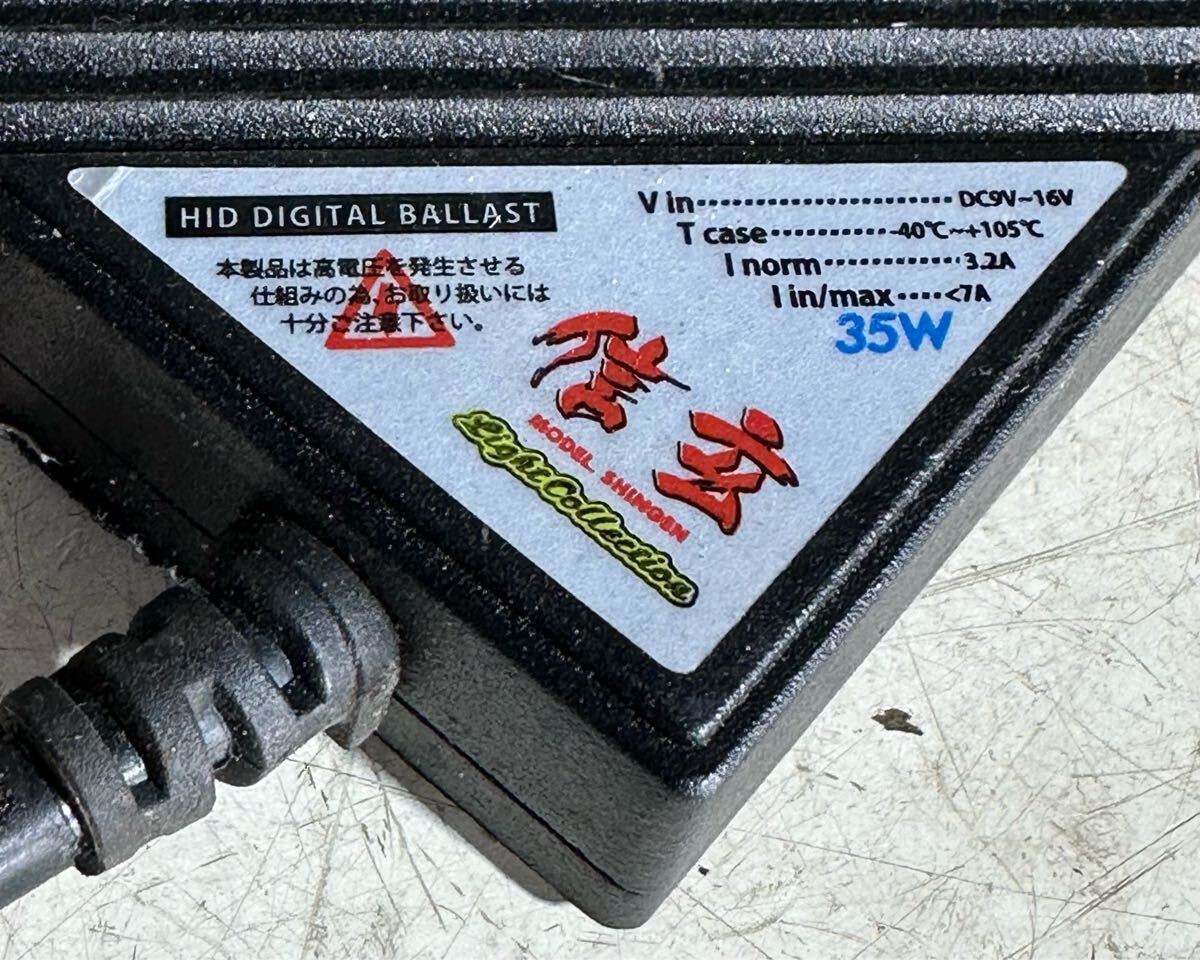 HID DIGITAL BALLAST
本製品は高電圧を発生させる
仕組みの為、お取り扱いには
十分ご注意下さい。
V in······················DC9V~16V
T case············-40℃~+105℃
I norm············3.2A
I in/max····<7A
35W
信玄
MODEL SHINGEN
Light Collection